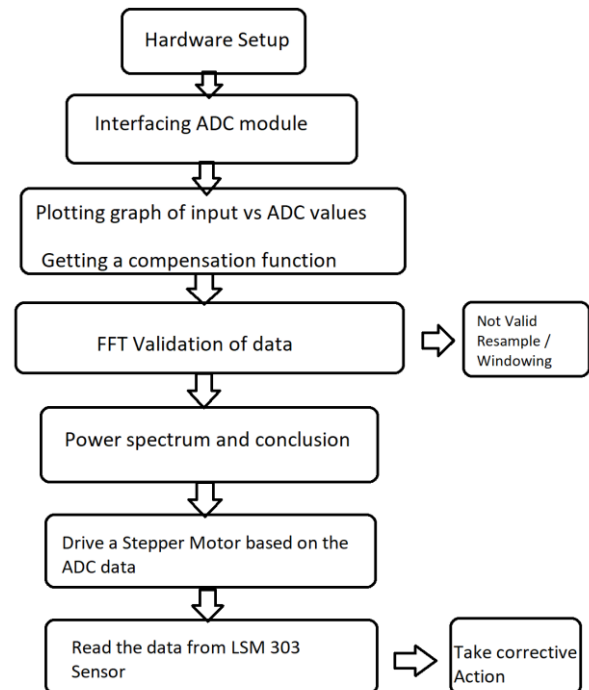 Hardware Setup
Interfacing ADC module
Plotting graph of input vs ADC values
Getting a compensation function
FFT Validation of data
Not Valid
Resample /
Windowing
Power spectrum and conclusion
Drive a Stepper Motor based on the
ADC data
Read the data from LSM 303
Sensor
Take corrective
Action